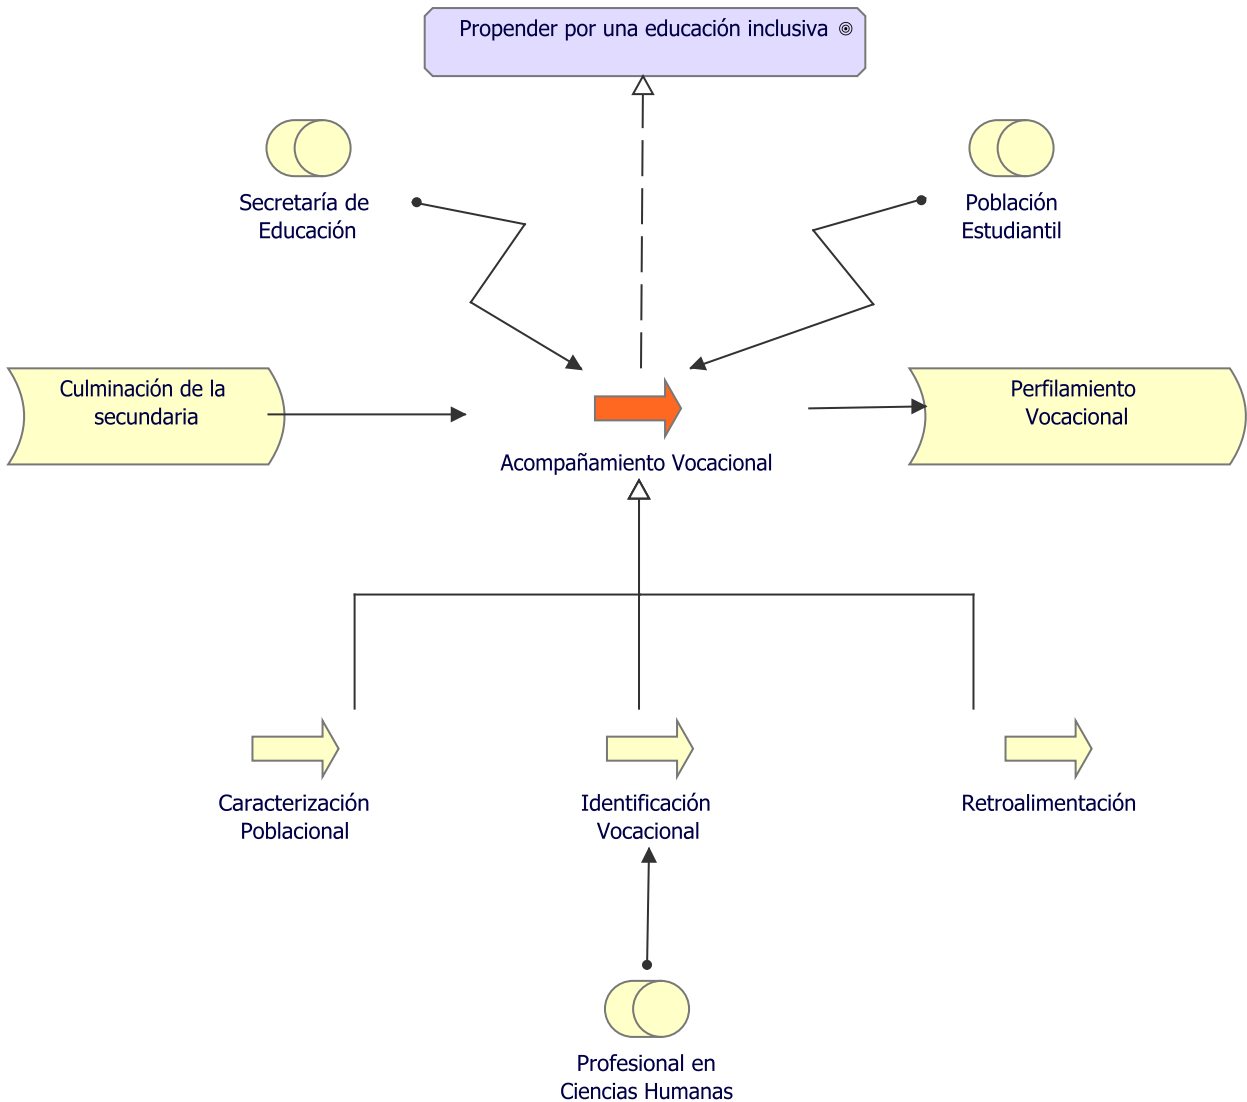 Propender por una educación inclusiva
Secretaría de
Educación
Población
Estudiantil
Culminación de la
secundaria
Perfilamiento
Vocacional
Acompañamiento Vocacional
Caracterización
Poblacional
Identificación
Vocacional
Retroalimentación
Profesional en
Ciencias Humanas